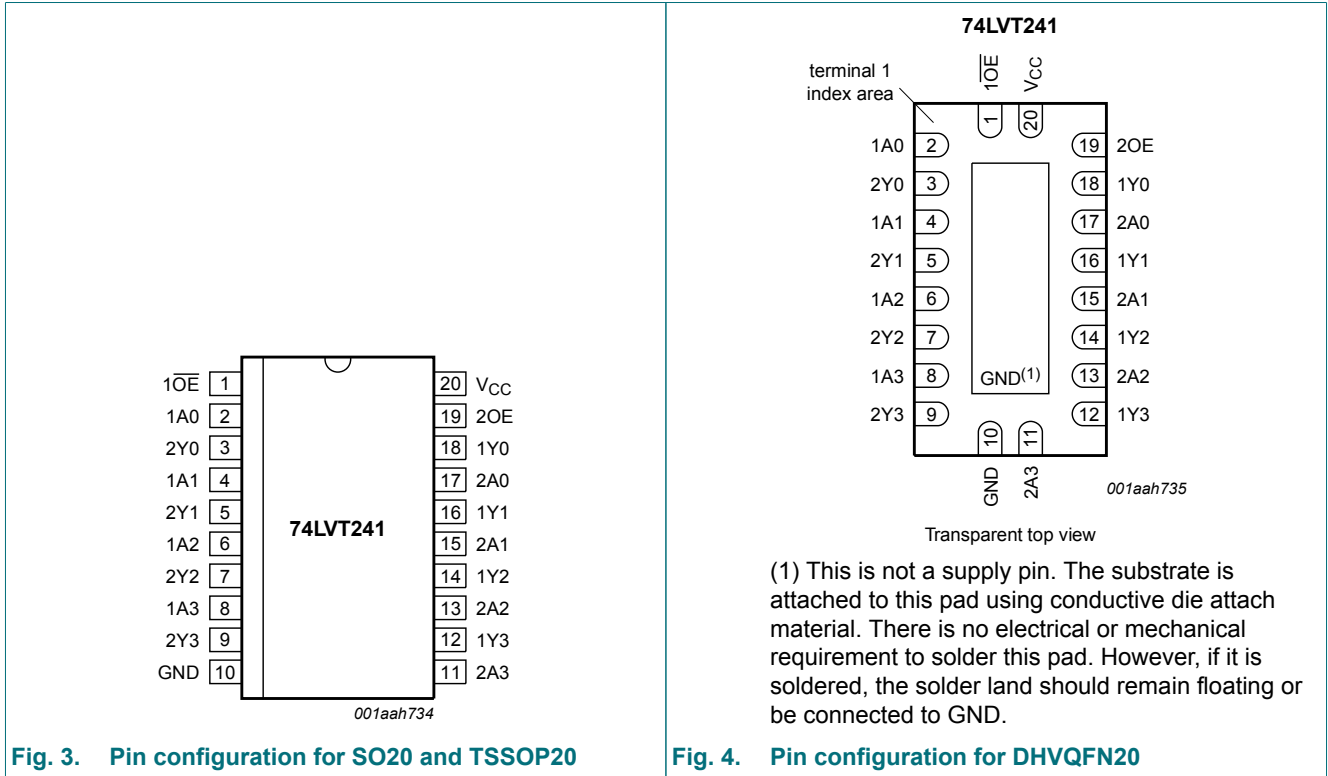 1OE 1
1A0 2
2Y0 3
1A1 4
2Y1 5
1A2 6
2Y2 7
1A3 8
2Y3 9
GND 10
74LVT241
20 VCC
19 2OE
18 1Y0
17 2A0
16 1Y1
15 2A1
14 1Y2
13 2A2
12 1Y3
11 2A3
001aah734
Fig. 3. Pin configuration for SO20 and TSSOP20
74LVT241
terminal 1
index area
1OE
VCC
1
20
1A0 2
2Y0 3
1A1 4
2Y1 5
1A2 6
2Y2 7
1A3 8
2Y3 9
GND(1)
19 2OE
18 1Y0
17 2A0
16 1Y1
15 2A1
14 1Y2
13 2A2
12 1Y3
10
11
GND
2A3
001aah735
Transparent top view
(1) This is not a supply pin. The substrate is
attached to this pad using conductive die attach
material. There is no electrical or mechanical
requirement to solder this pad. However, if it is
soldered, the solder land should remain floating or
be connected to GND.
Fig. 4. Pin configuration for DHVQFN20